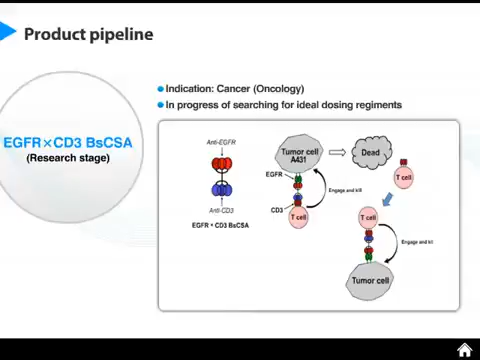 Product pipeline
EGFR×CD3 BsCSA
(Research stage)
Indication: Cancer (Oncology)
In progress of searching for ideal dosing regiments
Anti-EGFR
Anti-CD3
EGFR × CD3 BsCSA
Tumor cell
A431
EGFR
CD3
T cell
Engage and kill
Dead
T cell
T cell
Engage and kill
Tumor cell